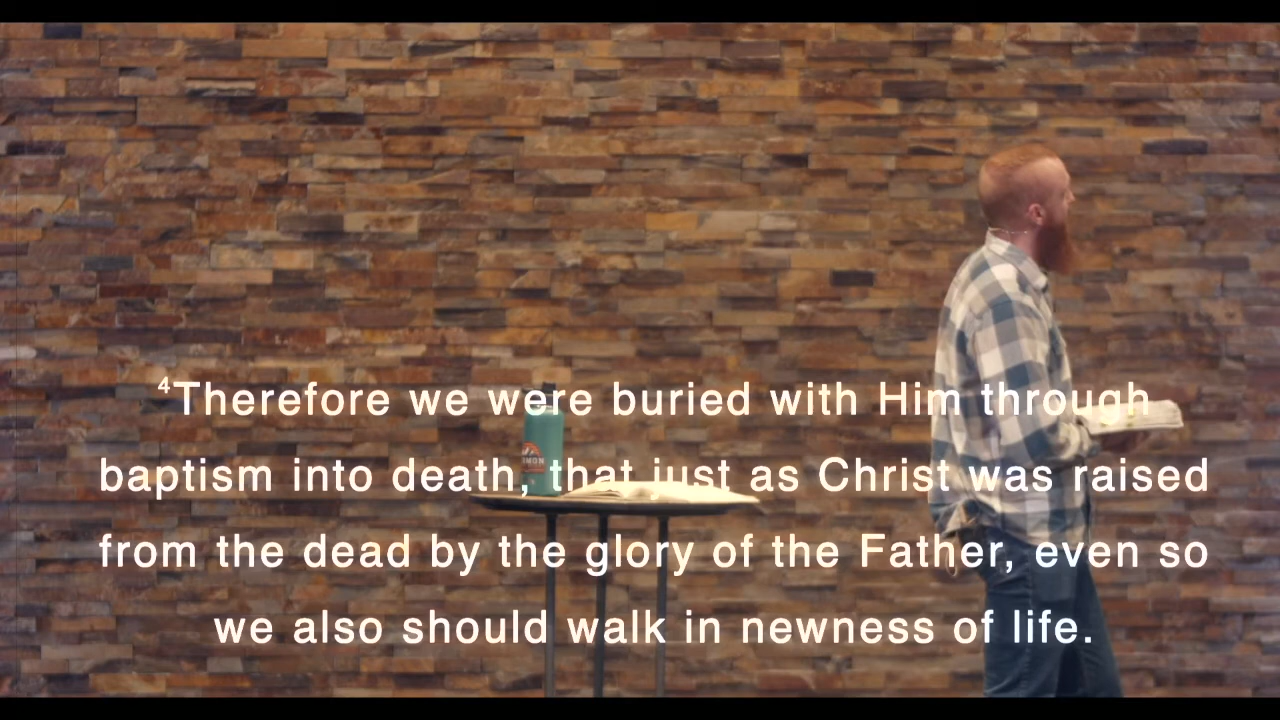 ⁴Therefore we were buried with Him through
baptism into death, that just as Christ was raised
from the dead by the glory of the Father, even so
we also should walk in newness of life.